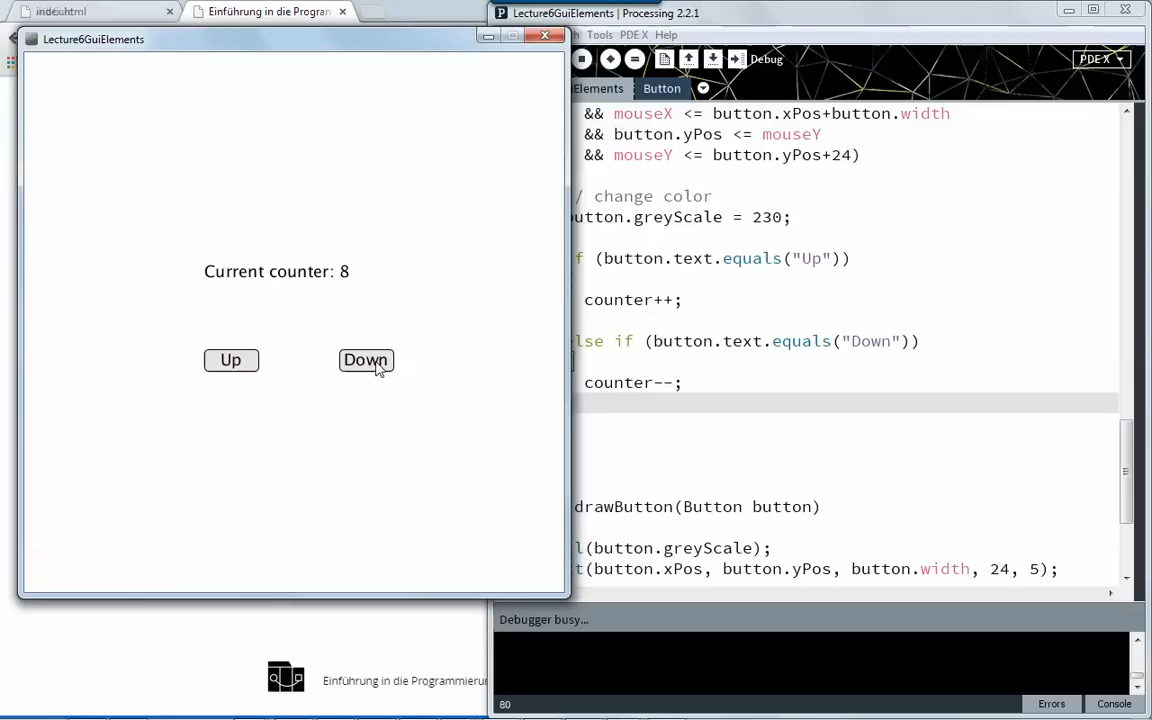 index.html
Einführung in die Progran
Lecture6GuiElements | Processing 2.2.1
Lecture6GuiElements
Tools PDE X Help
Debug
PDE X
Elements Button
&& mouseX <= button.xPos+button.width
&& button.yPos <= mouseY
&& mouseY <= button.yPos+24)
/ change color
button.greyScale = 230;
f (button.text.equals("Up"))
counter++;
lse if (button.text.equals("Down"))
counter--;
drawButton(Button button)
l(button.greyScale);
t(button.xPos, button.yPos, button.width, 24, 5);
Current counter: 8
Up Down
Debugger busy...
Einführung in die Programmierun
80
Errors Console